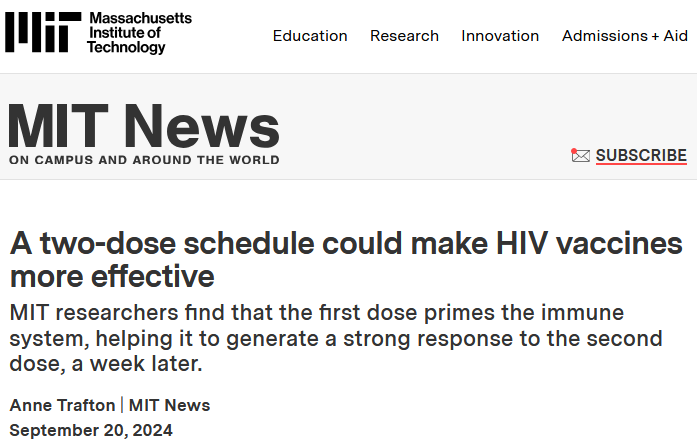 Massachusetts
Institute of
Technology
Education Research Innovation Admissions + Aid
MIT News
ON CAMPUS AND AROUND THE WORLD
SUBSCRIBE
A two-dose schedule could make HIV vaccines
more effective
MIT researchers find that the first dose primes the immune
system, helping it to generate a strong response to the second
dose, a week later.
Anne Trafton | MIT News
September 20, 2024